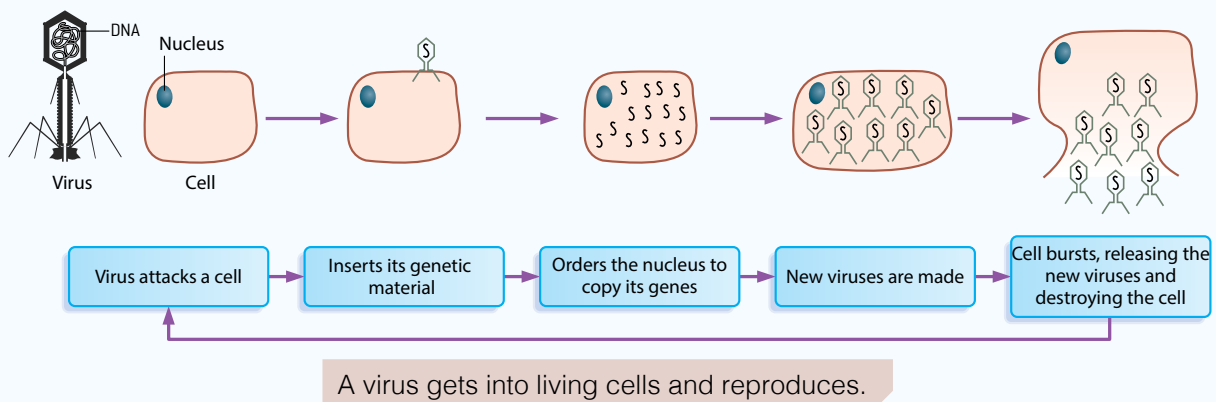 DNA
Nucleus
Virus
Cell
S
S S S S
S S S S
S S S S S
S S S
S S S S
S S S
S S
S S S
S S S
Virus attacks a cell
Inserts its genetic
material
Orders the nucleus to
copy its genes
New viruses are made
Cell bursts, releasing the
new viruses and
destroying the cell
A virus gets into living cells and reproduces.